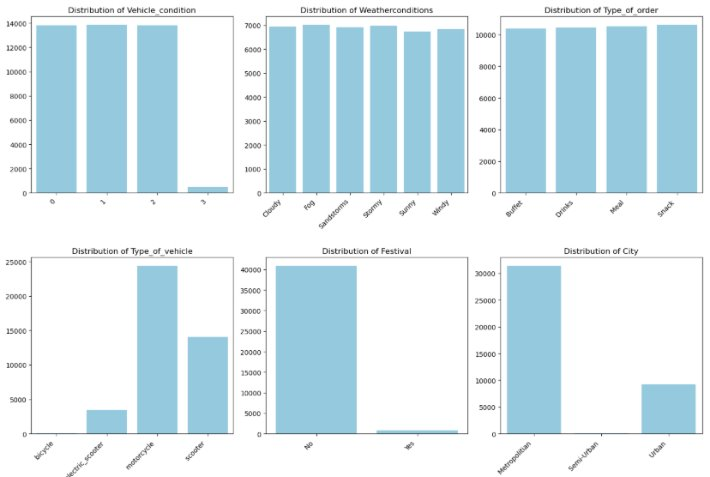 Distribution of Vehicle_condition
14000
12000
10000
8000
6000
4000
2000
0
0
1
2
3
Distribution of Weatherconditions
7000
6000
5000
4000
3000
2000
1000
0
Cloudy
Fog
Sandstorms
Stormy
Sunny
Windy
Distribution of Type_of_order
10000
8000
6000
4000
2000
0
Buffet
Drinks
Meal
Snack
Distribution of Type_of_vehicle
25000
20000
15000
10000
5000
0
bicycle
electric_scooter
motorcycle
scooter
Distribution of Festival
40000
35000
30000
25000
20000
15000
10000
5000
0
No
Yes
Distribution of City
30000
25000
20000
15000
10000
5000
0
Metropolitian
Semi-Urban
Urban